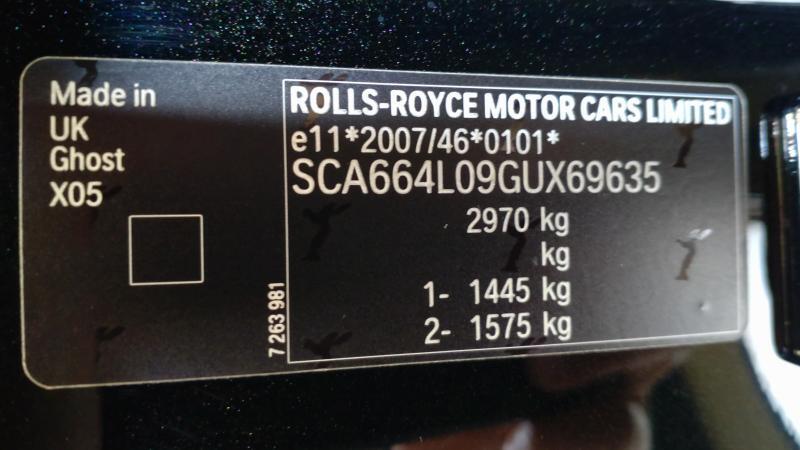 Made in
UK
Ghost
X05
7 263 981
ROLLS-ROYCE MOTOR CARS LIMITED
e11*2007/46*0101*
SCA664L09GUX69635
2970 kg
kg
1- 1445 kg
2- 1575 kg